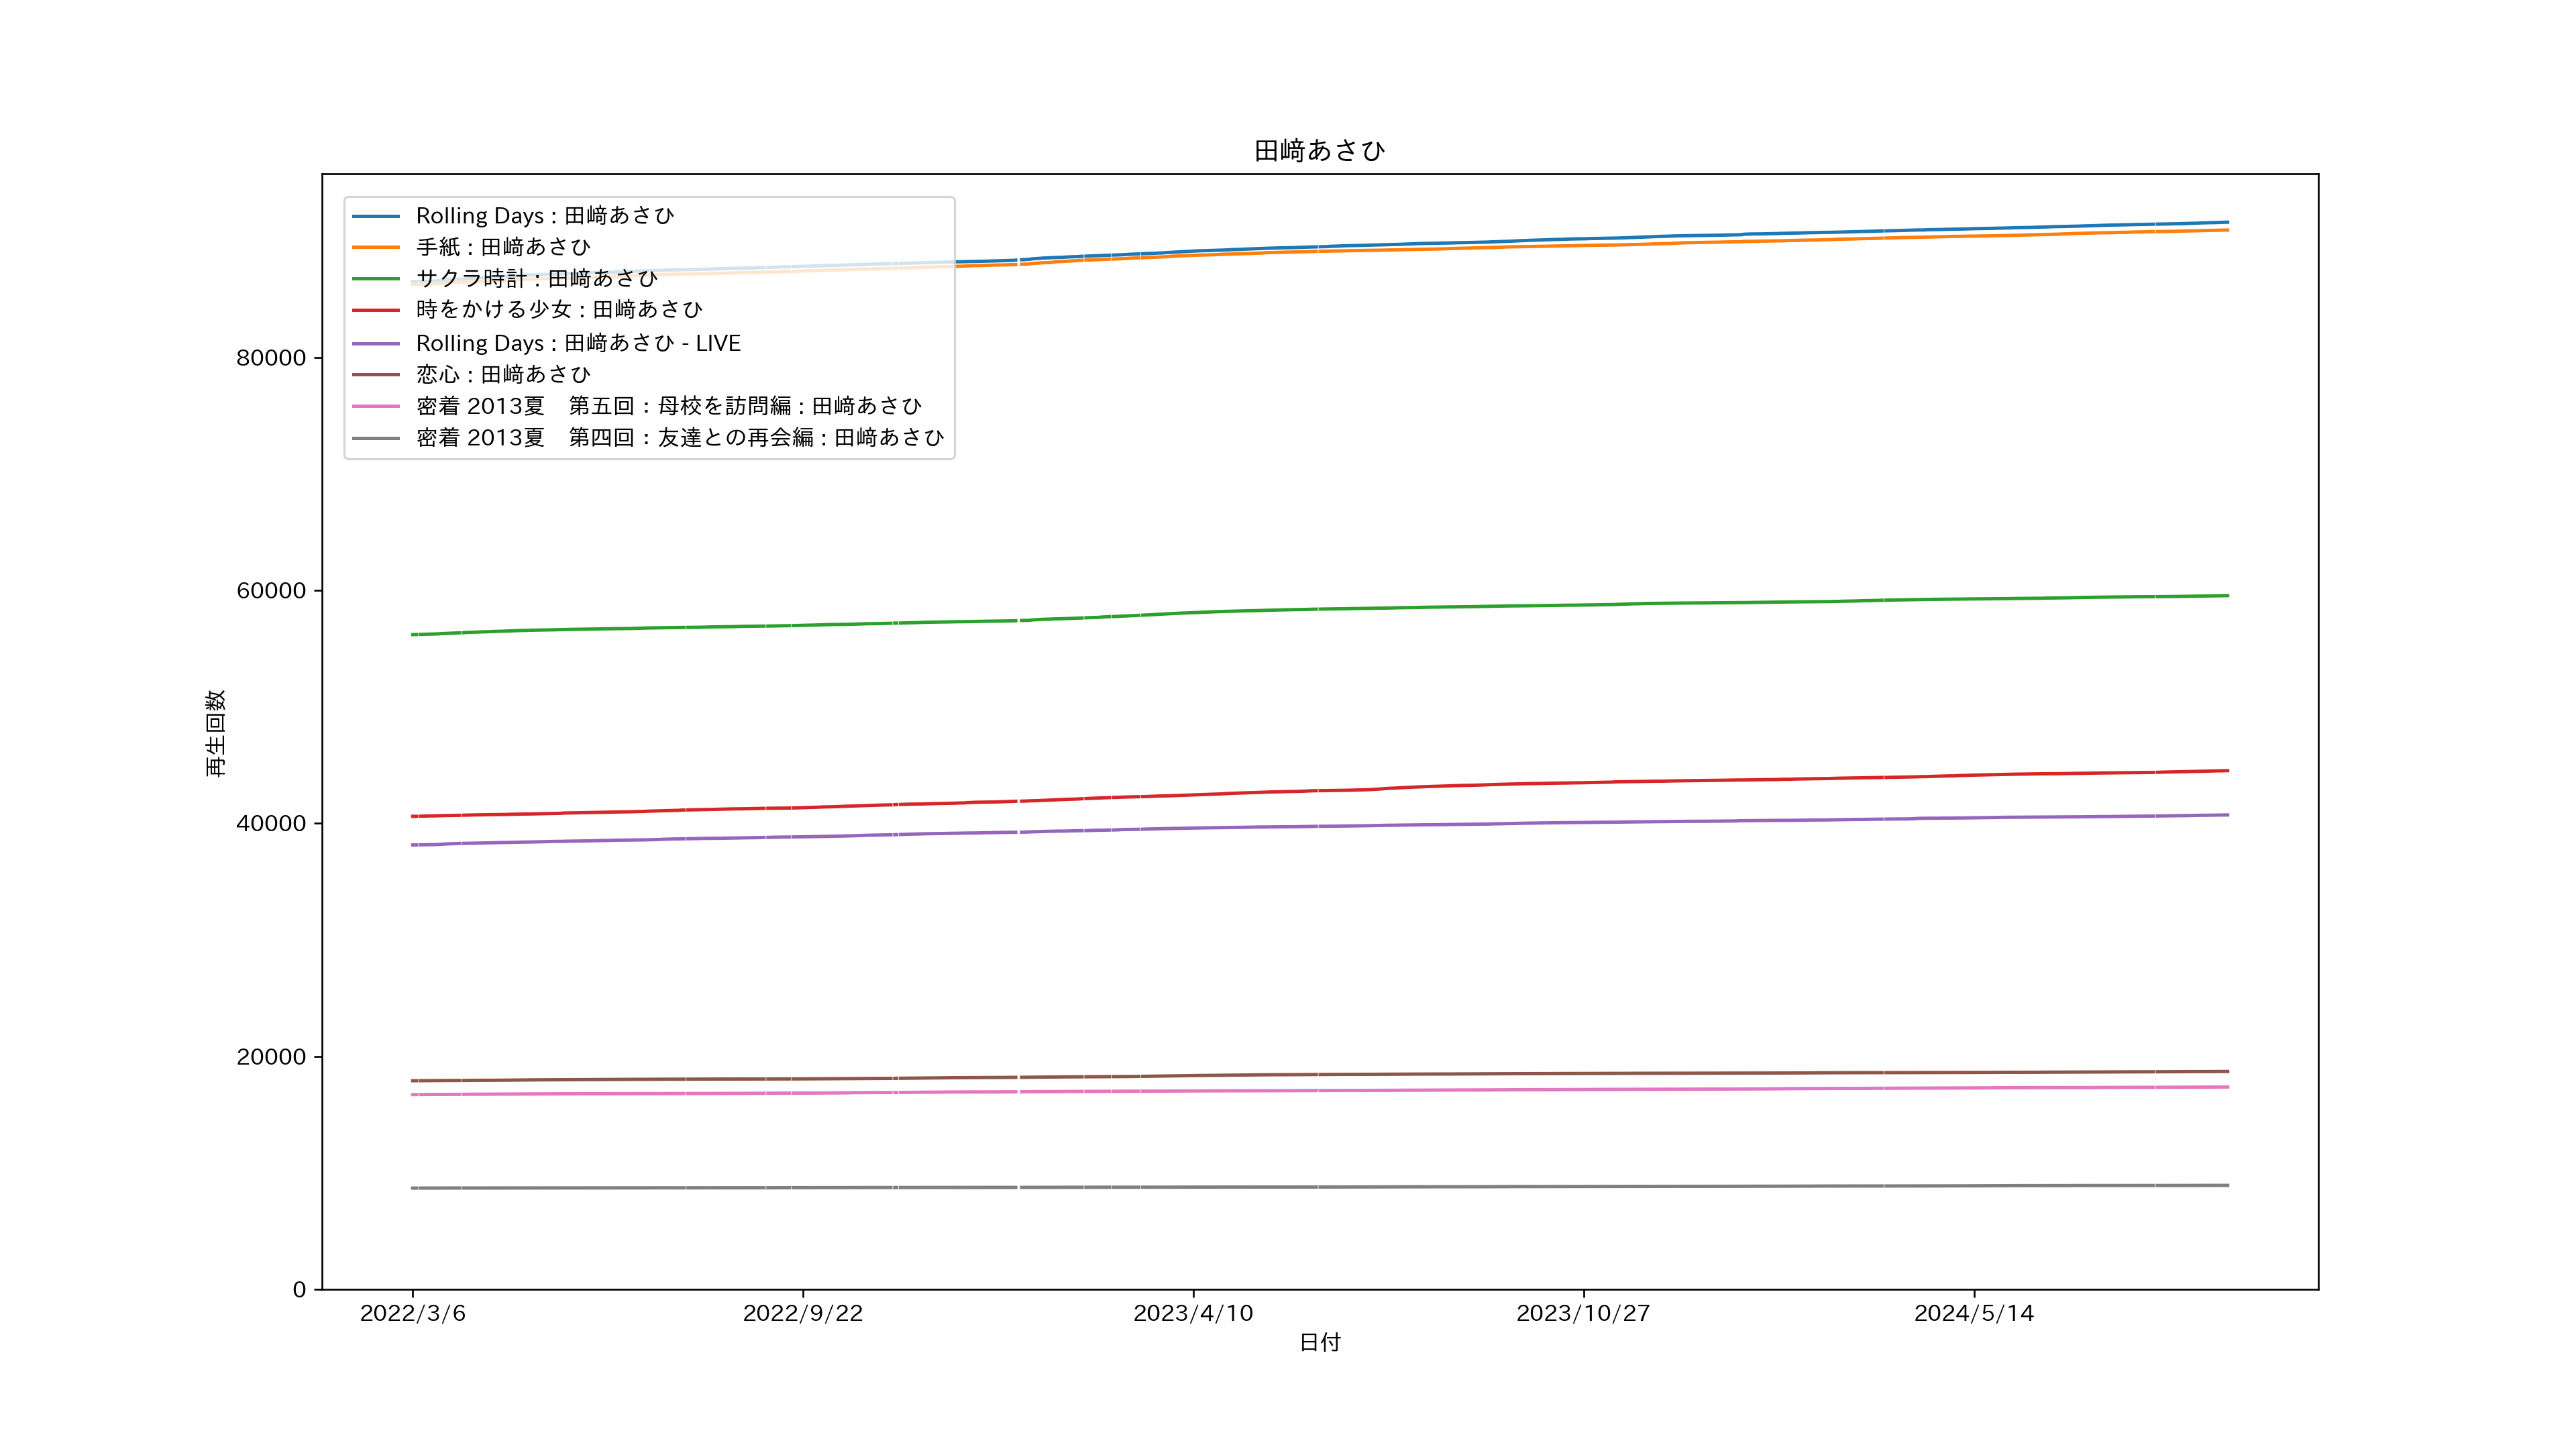 田﨑あさひ
Rolling Days : 田﨑あさひ
手紙 : 田﨑あさひ
サクラ時計 : 田﨑あさひ
時をかける少女 : 田﨑あさひ
Rolling Days : 田﨑あさひ - LIVE
恋心 : 田﨑あさひ
密着 2013夏　第五回：母校を訪問編 : 田﨑あさひ
密着 2013夏　第四回：友達との再会編 : 田﨑あさひ
80000
60000
40000
20000
0
再生回数
2022/3/6
2022/9/22
2023/4/10
2023/10/27
2024/5/14
日付